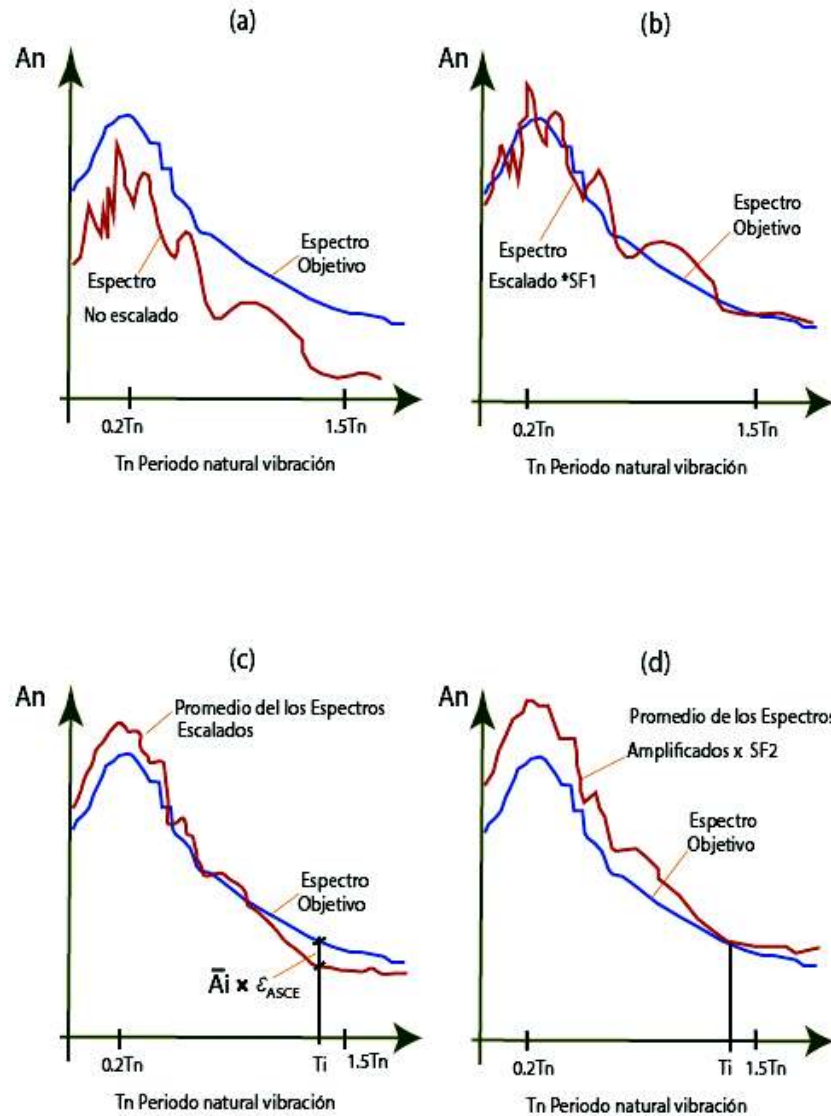 (a)
An
Espectro
Objetivo
Espectro
No escalado
0.2Tn
1.5Tn
Tn Periodo natural vibración
(b)
An
Espectro
Objetivo
Espectro
Escalado *SF1
0.2Tn
1.5Tn
Tn Periodo natural vibración
(c)
An
Promedio del los Espectros
Escalados
Espectro
Objetivo
A̅i x ℰASCE
0.2Tn
Ti
1.5Tn
Tn Periodo natural vibración
(d)
An
Promedio de los Espectros
Amplificados x SF2
Espectro
Objetivo
0.2Tn
Ti
1.5Tn
Tn Periodo natural vibración